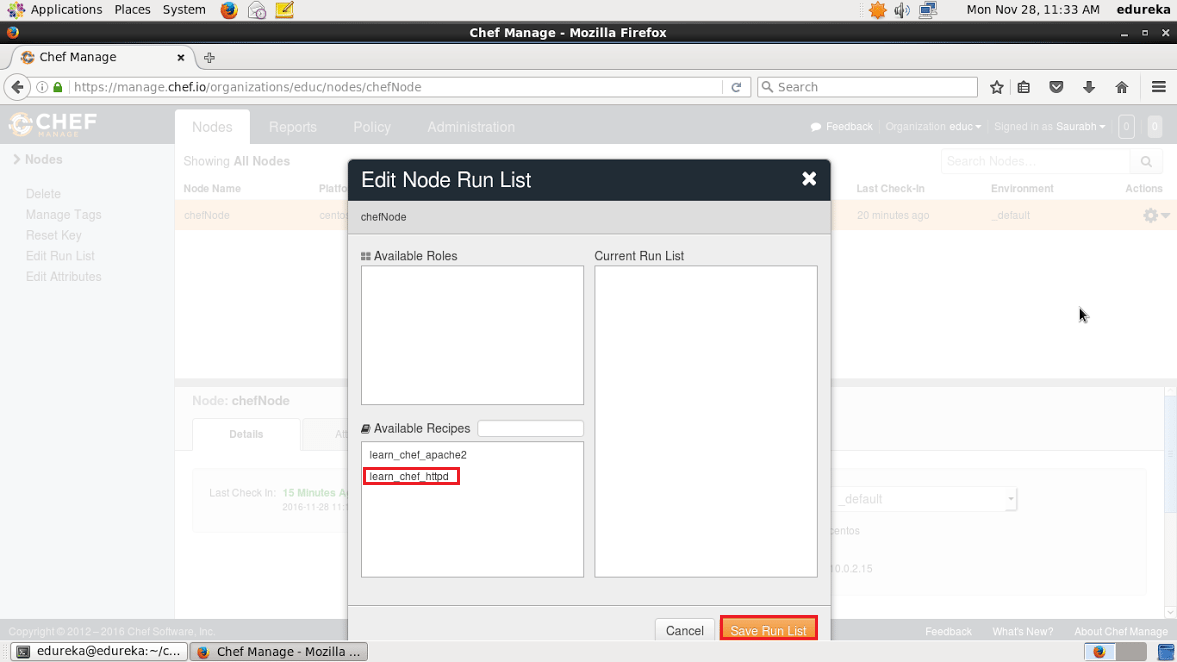 Applications Places System Mon Nov 28, 11:33 AM edureka
Chef Manage - Mozilla Firefox
Chef Manage
https://manage.chef.io/organizations/educ/nodes/chefNode Search
CHEF
MANAGE
Nodes Reports Policy Administration Feedback Organization educ Signed in as Saurabh 0 0
Nodes
Delete
Manage Tags
Reset Key
Edit Run List
Edit Attributes
Showing All Nodes Search Nodes...
Node Name Platfo Last Check-In Environment Actions
chefNode cento 20 minutes ago _default
Edit Node Run List
chefNode
Available Roles
Current Run List
Available Recipes
learn_chef_apache2
learn_chef_httpd
Cancel Save Run List
Node: chefNode
Details At
Last Check In: 15 Minutes A
2016-11-28 11:1
_default
centos
10.0.2.15
Copyright © 2012 – 2016 Chef Software, Inc. Feedback What's New? About Chef Manage
edureka@edureka:~/c... Chef Manage - Mozilla ...